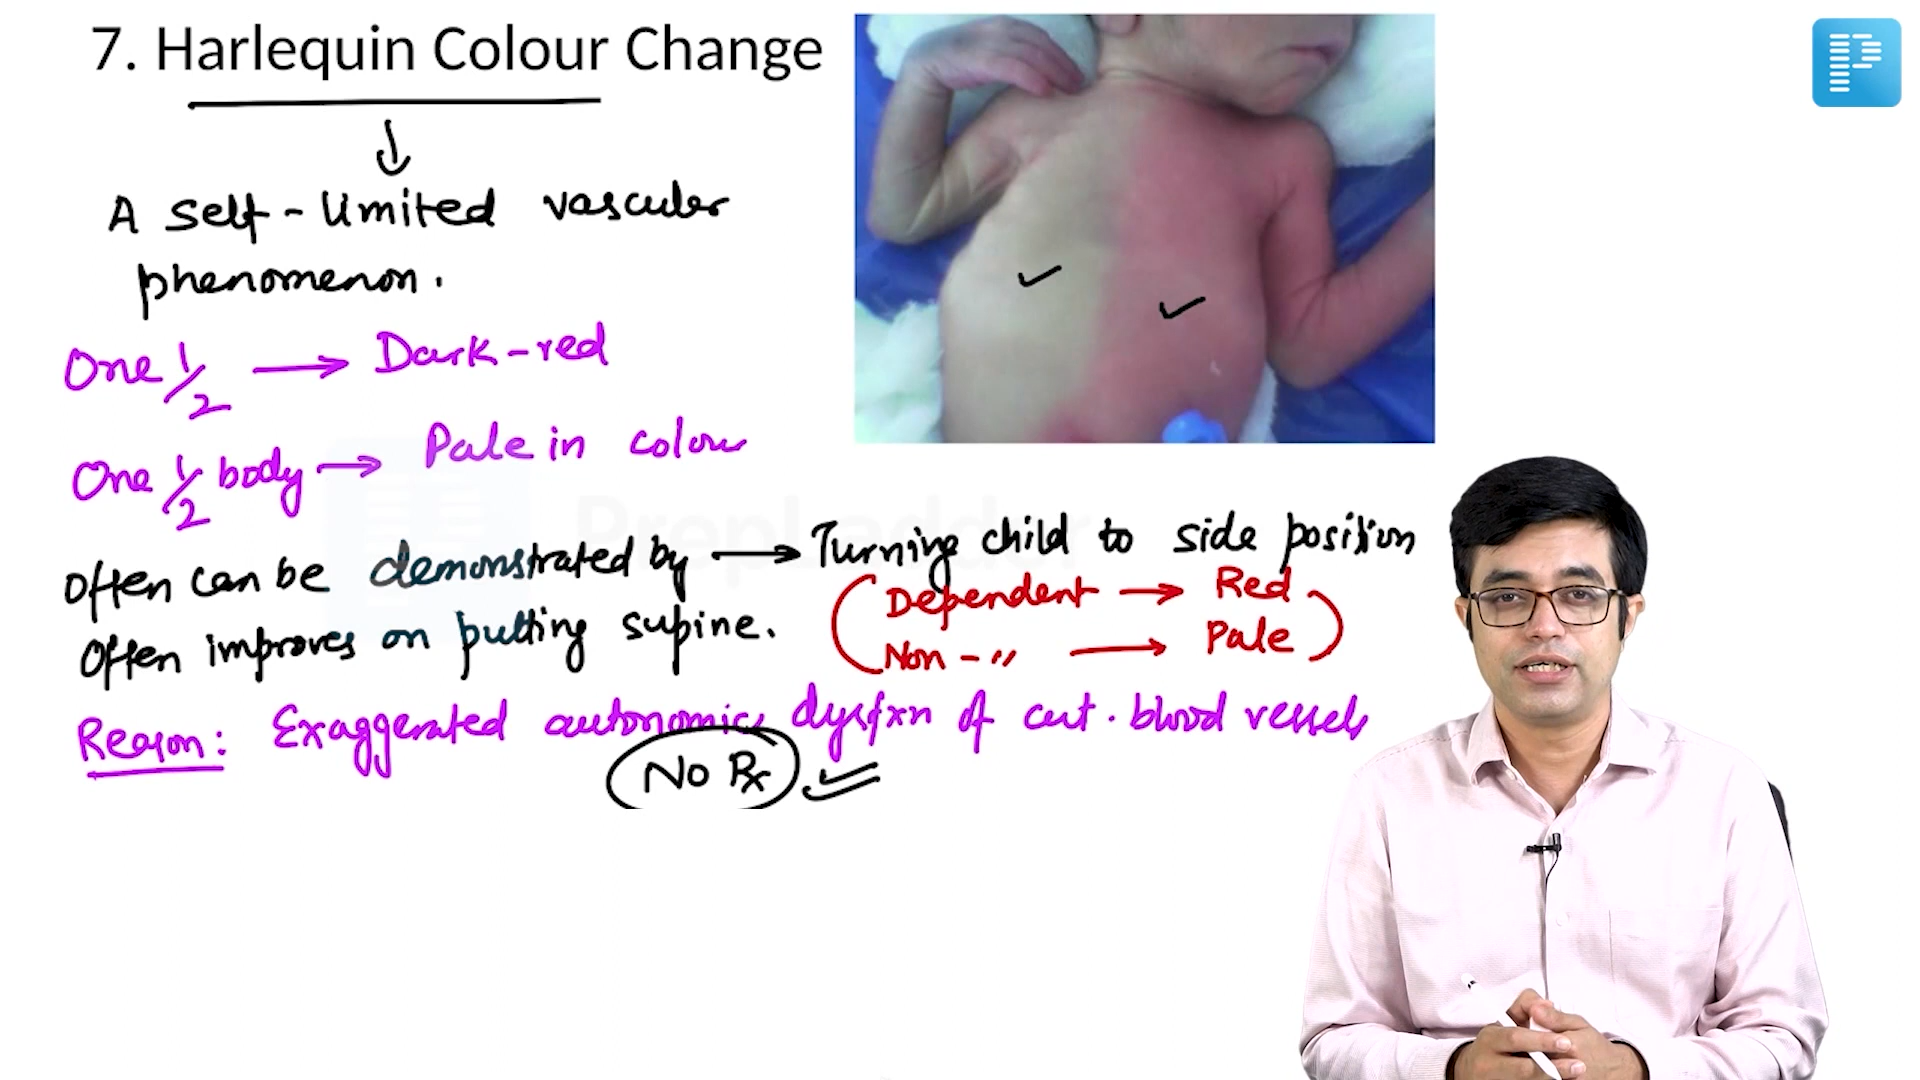 7. Harlequin Colour Change
A self-limited vascular
phenomenon.
One 1/2 → Dark-red
One 1/2 body → Pale in colour
Often can be demonstrated by → Turning child to side position
(Dependent → Red
Non-〃 → Pale)
Often improves on putting supine.
Reason: Exaggerated autonomic dysfxn of cut. blood vessels
No Rx
PrepLadder